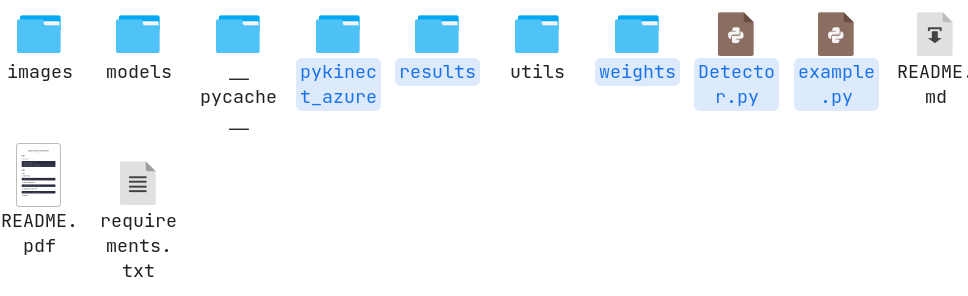 images models __ pykinec results utils weights Detecto example README.
pycache t_azure r.py .py md
__
README. require
pdf ments.
txt